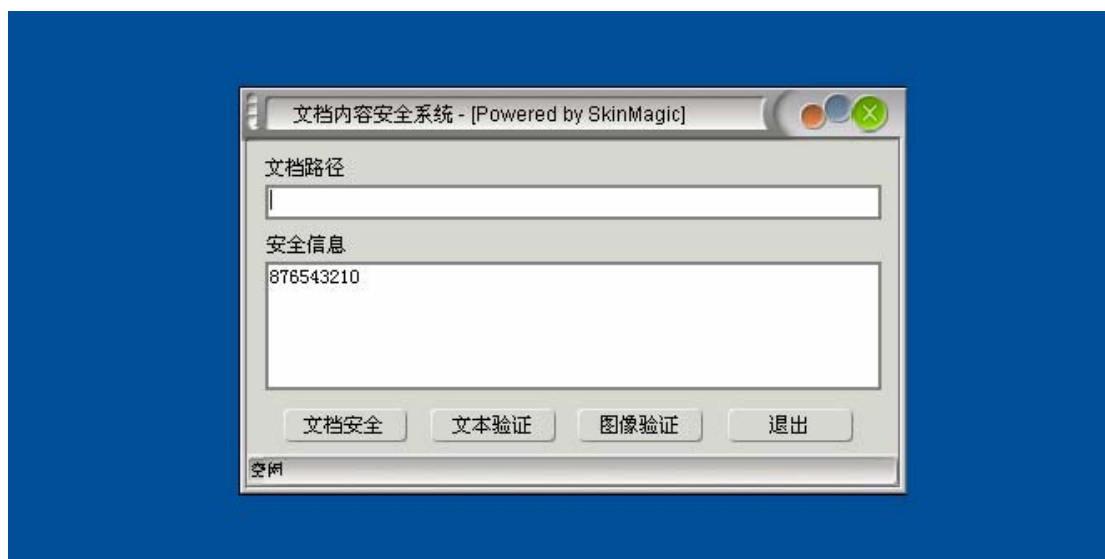 文档内容安全系统 - [Powered by SkinMagic]
文档路径
安全信息
876543210
文档安全 文本验证 图像验证 退出
空闲